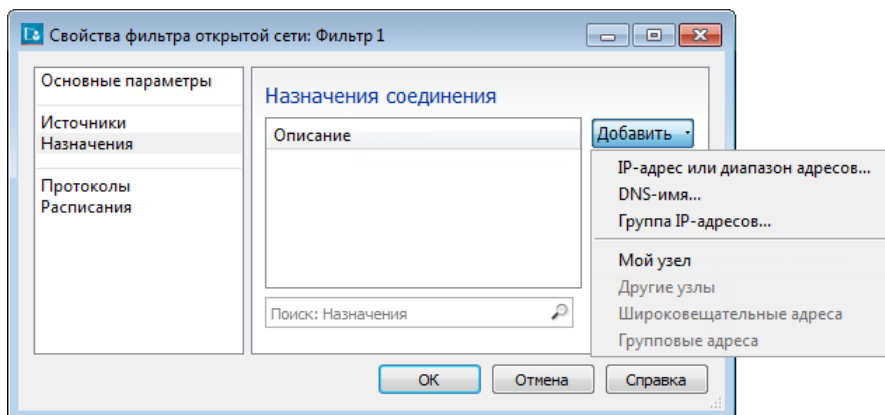 Свойства фильтра открытой сети: Фильтр 1
Основные параметры
Источники
Назначения
Протоколы
Расписания
Назначения соединения
Описание
Добавить
IP-адрес или диапазон адресов...
DNS-имя...
Группа IP-адресов...
Мой узел
Другие узлы
Широковещательные адреса
Групповые адреса
Поиск: Назначения
ОК
Отмена
Справка